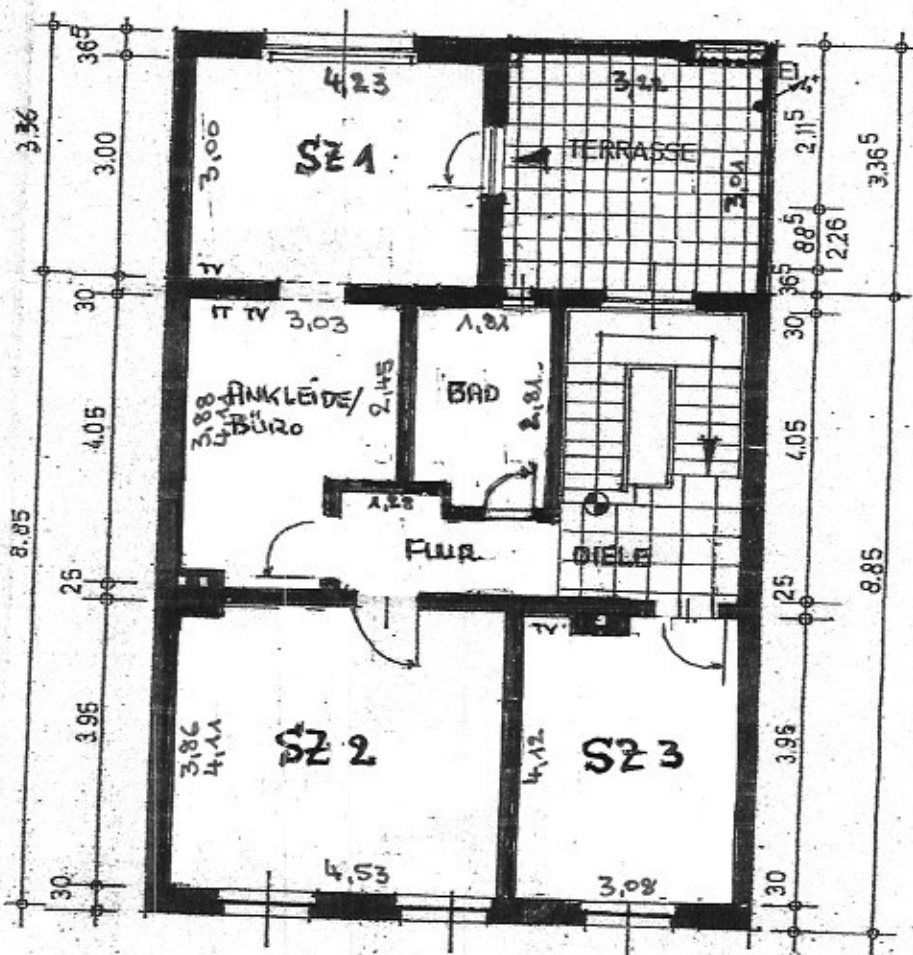 36⁵
3.36
3.00
4,23
3,00
SZ 1
TV
3,22
TERRASSE
3,01
2.11⁵
3.36⁵
88⁵
2.26
36⁵
30
30
IT TV
3,03
1,81
ANKLEIDE/
BÜRO
3,88
2,45
BAD
2,81
4.05
4.05
1,28
FLUR
DIELE
8.85
8.85
25
25
TV
SZ 2
3,86
4,11
SZ 3
4,12
3.95
3.95
4,53
3,08
30
30